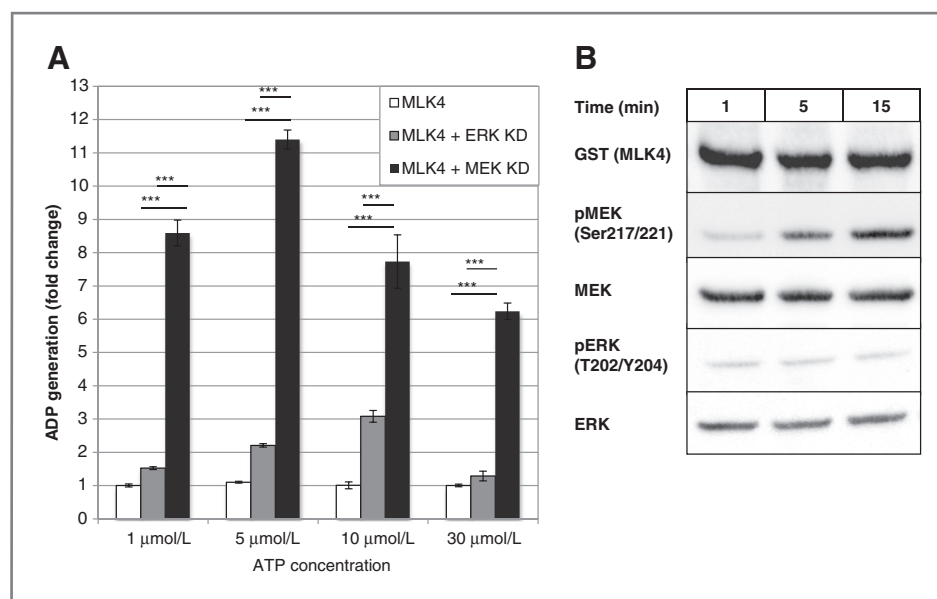 A
ADP generation (fold change)
13
12
11
10
9
8
7
6
5
4
3
2
1
0
MLK4
MLK4 + ERK KD
MLK4 + MEK KD
***
***
***
***
***
***
***
***
1 μmol/L
5 μmol/L
10 μmol/L
30 μmol/L
ATP concentration
B
Time (min) 1 5 15
GST (MLK4)
pMEK
(Ser217/221)
MEK
pERK
(T202/Y204)
ERK